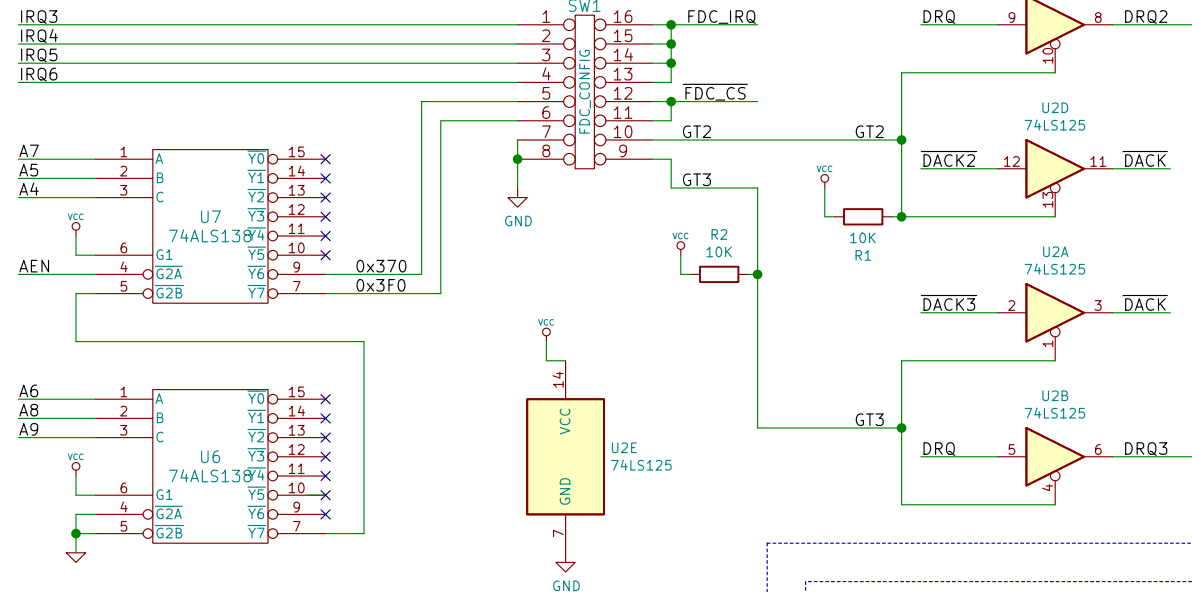 SW1
IRQ3 1 16 FDC_IRQ DRQ 9 8 DRQ2
IRQ4 2 15
IRQ5 3 14
IRQ6 4 13
10
5 12 FDC_CS
6 11
7 10 GT2 GT2
8 9
FDC_CONFIG
GT3
GND
U2D
74LS125
DACK2 12 11 DACK
13
VCC
10K
R1
A7 1 A Y0 15
A5 2 B Y1 14
A4 3 C Y2 13
Y3 12
Y4 11
VCC
U7
74ALS138
6 G1 Y5 10
AEN 4 G2A Y6 9 0x370
5 G2B Y7 7 0x3F0
VCC
R2
10K
U2A
74LS125
DACK3 2 3 DACK
1
VCC
14
VCC
GND
7
GND
U2E
74LS125
A6 1 A Y0 15
A8 2 B Y1 14
A9 3 C Y2 13
Y3 12
Y4 11
VCC
U6
74ALS138
6 G1 Y5 10
4 G2A Y6 9
5 G2B Y7 7
GT3
U2B
74LS125
DRQ 5 6 DRQ3
4